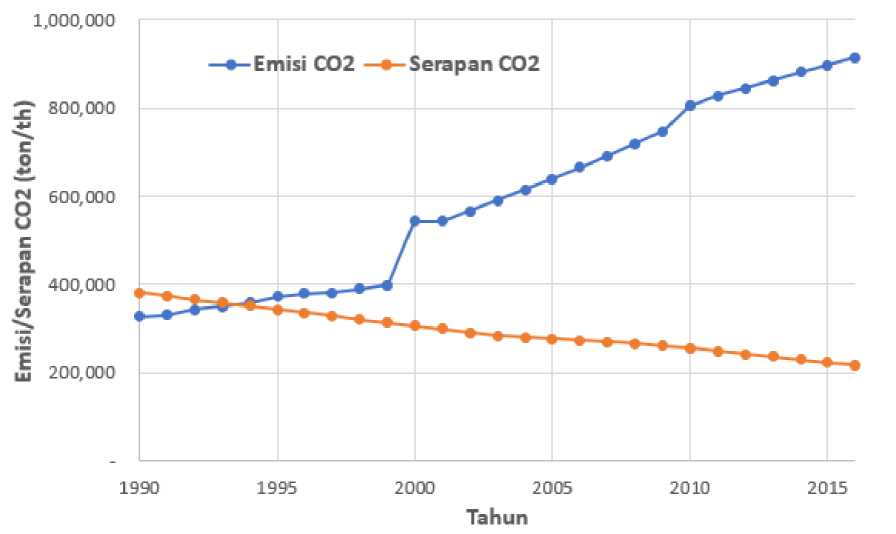 1,000,000
Emisi CO2 Serapan CO2
800,000
600,000
400,000
200,000
-
Emisi/Serapan CO2 (ton/th)
1990 1995 2000 2005 2010 2015
Tahun